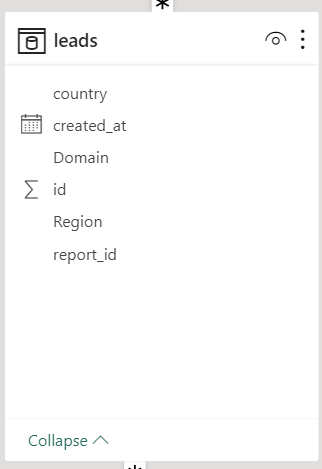 *
leads
country
created_at
Domain
id
Region
report_id
Collapse